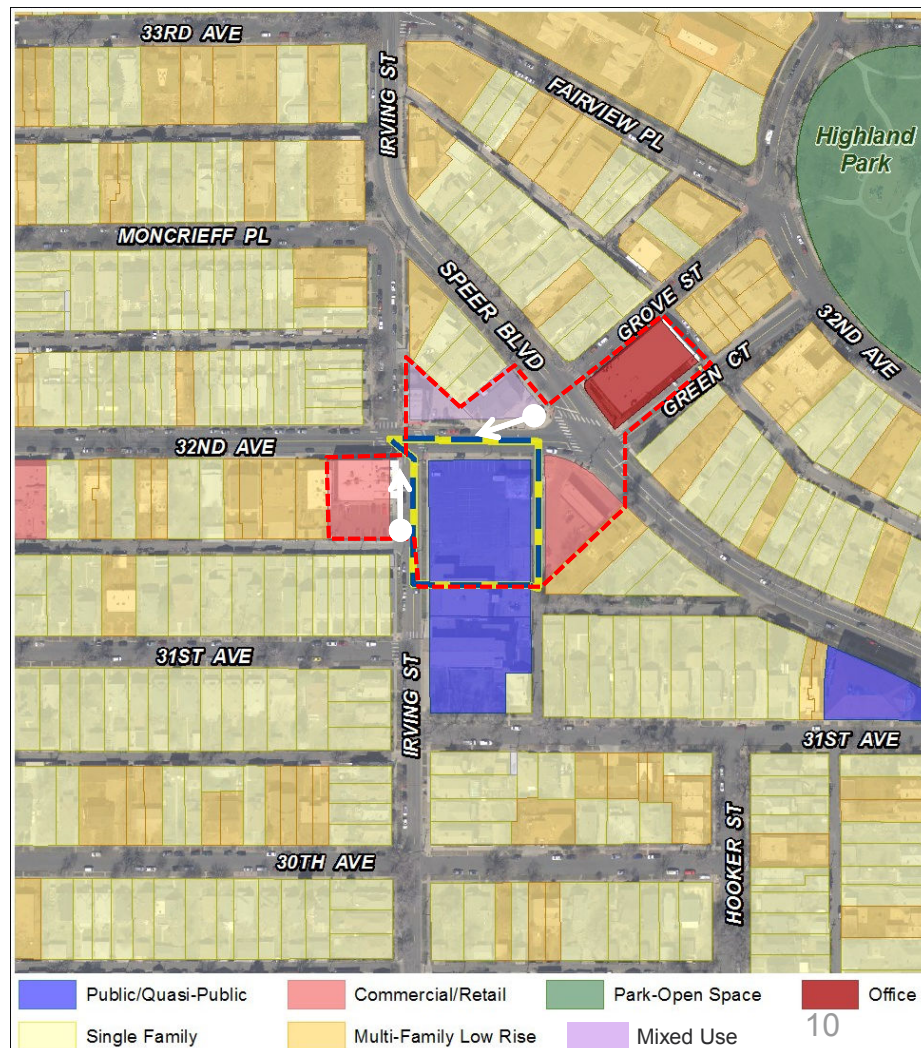 33RD AVE
IRVING ST
FAIRVIEW PL
Highland
Park
MONCRIEFF PL
SPEER BLVD
GROVE ST
32ND AVE
GREEN CT
32ND AVE
31ST AVE
IRVING ST
31ST AVE
30TH AVE
HOOKER ST
Public/Quasi-Public
Commercial/Retail
Park-Open Space
Office
Single Family
Multi-Family Low Rise
Mixed Use
10